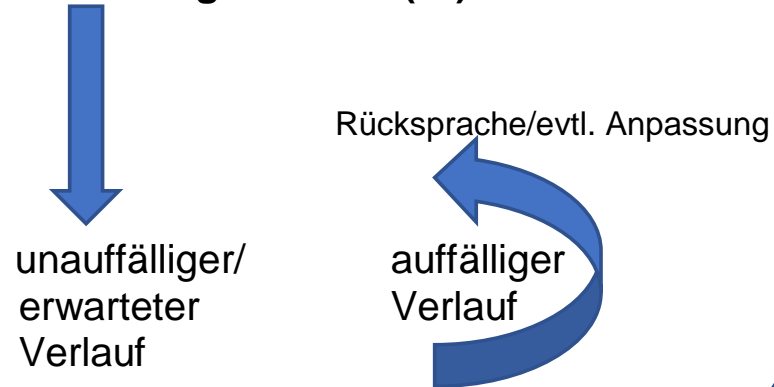 Rücksprache/evtl. Anpassung
unauffälliger/
erwarteter
Verlauf
auffälliger
Verlauf